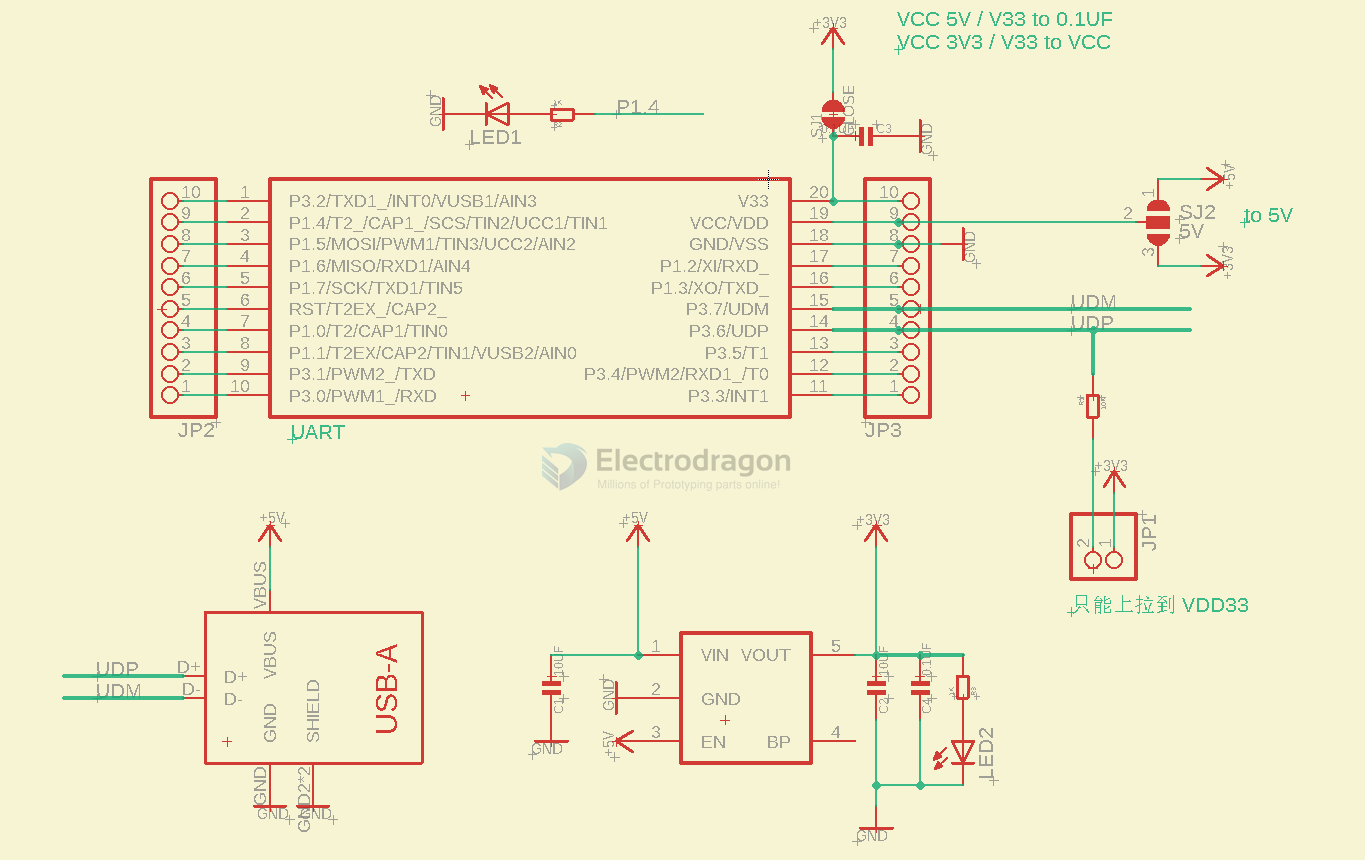 +3V3
VCC 5V / V33 to 0.1UF
VCC 3V3 / V33 to VCC
GND
LED1
P1.4
SJ1
CLOSE
C3
GND
10 1 P3.2/TXD1_/INT0/VUSB1/AIN3 V33 20 10
9 2 P1.4/T2_/CAP1_/SCS/TIN2/UCC1/TIN1 VCC/VDD 19 9
8 3 P1.5/MOSI/PWM1/TIN3/UCC2/AIN2 GND/VSS 18 8
7 4 P1.6/MISO/RXD1/AIN4 P1.2/XI/RXD_ 17 7
6 5 P1.7/SCK/TXD1/TIN5 P1.3/XO/TXD_ 16 6
5 6 RST/T2EX_/CAP2_ P3.7/UDM 15 5
4 7 P1.0/T2/CAP1/TIN0 P3.6/UDP 14 4
3 8 P1.1/T2EX/CAP2/TIN1/VUSB2/AIN0 P3.5/T1 13 3
2 9 P3.1/PWM2_/TXD P3.4/PWM2/RXD1_/T0 12 2
1 10 P3.0/PWM1_/RXD P3.3/INT1 11 1
JP2
UART
JP3
GND
+5V
1
2
3
SJ2
5V
to 5V
+3V3
UDM
UDP
+3V3
2 1
JP1
只能上拉到 VDD33
Electrodragon
Millions of Prototyping parts online!
+5V
VBUS
VBUS
UDP D+ D+
UDM D- D-
GND
SHIELD
USB-A
GND
GND2*2
GND
GND
+5V
10UF
C1
GND
GND
+5V
1 VIN VOUT 5
2 GND
3 EN BP 4
+3V3
10UF
C2
0.1UF
C4
LED2
GND